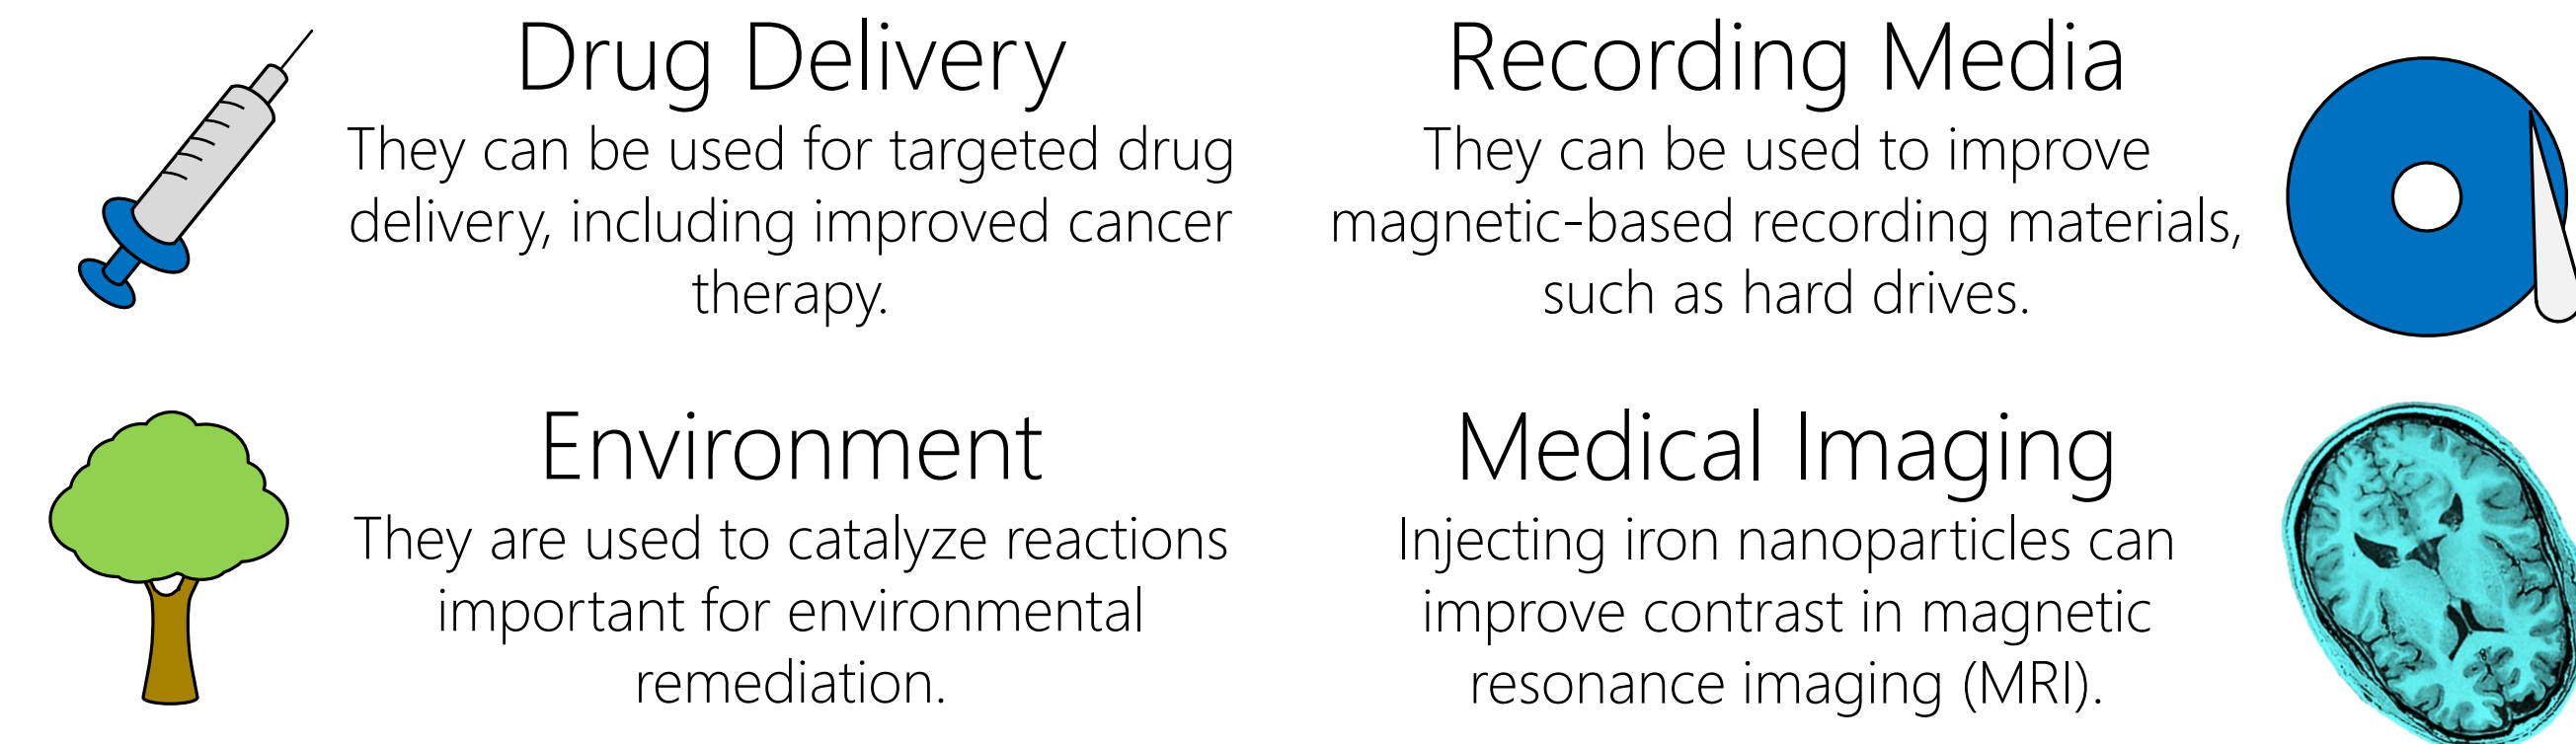 Drug Delivery
They can be used for targeted drug
delivery, including improved cancer
therapy.
Recording Media
They can be used to improve
magnetic-based recording materials,
such as hard drives.
Environment
They are used to catalyze reactions
important for environmental
remediation.
Medical Imaging
Injecting iron nanoparticles can
improve contrast in magnetic
resonance imaging (MRI).